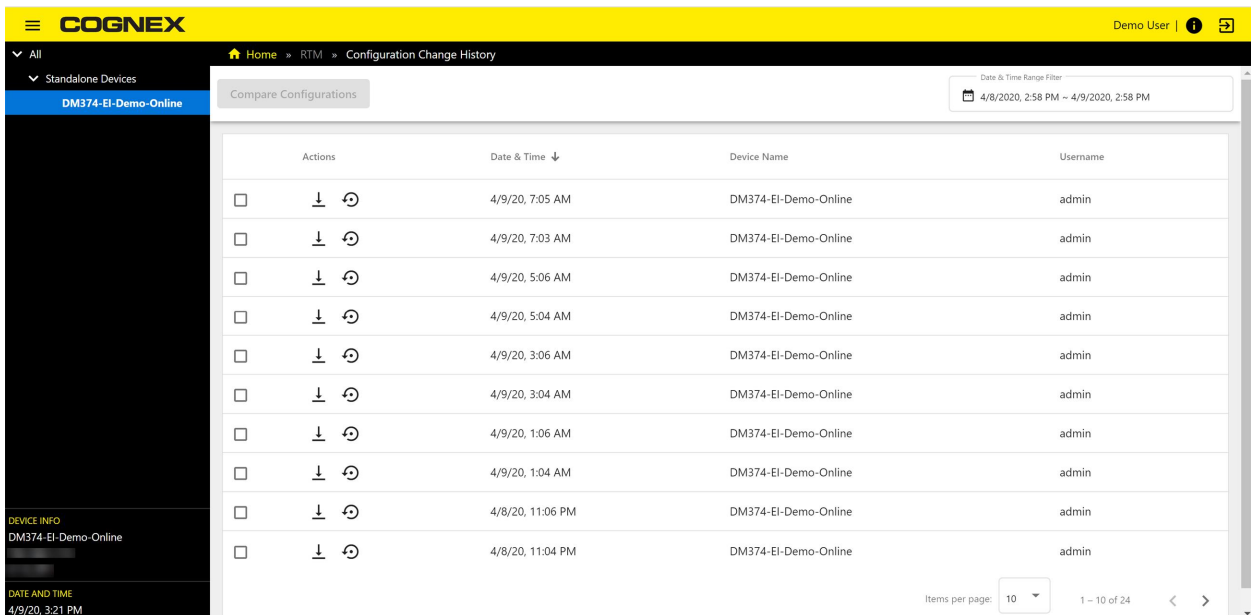 COGNEX
Demo User |
All
Home » RTM » Configuration Change History
Standalone Devices
DM374-EI-Demo-Online
Compare Configurations
Date & Time Range Filter
4/8/2020, 2:58 PM ~ 4/9/2020, 2:58 PM
Actions Date & Time Device Name Username
4/9/20, 7:05 AM DM374-EI-Demo-Online admin
4/9/20, 7:03 AM DM374-EI-Demo-Online admin
4/9/20, 5:06 AM DM374-EI-Demo-Online admin
4/9/20, 5:04 AM DM374-EI-Demo-Online admin
4/9/20, 3:06 AM DM374-EI-Demo-Online admin
4/9/20, 3:04 AM DM374-EI-Demo-Online admin
4/9/20, 1:06 AM DM374-EI-Demo-Online admin
4/9/20, 1:04 AM DM374-EI-Demo-Online admin
4/8/20, 11:06 PM DM374-EI-Demo-Online admin
4/8/20, 11:04 PM DM374-EI-Demo-Online admin
DEVICE INFO
DM374-EI-Demo-Online
DATE AND TIME
4/9/20, 3:21 PM
Items per page: 10 1 – 10 of 24